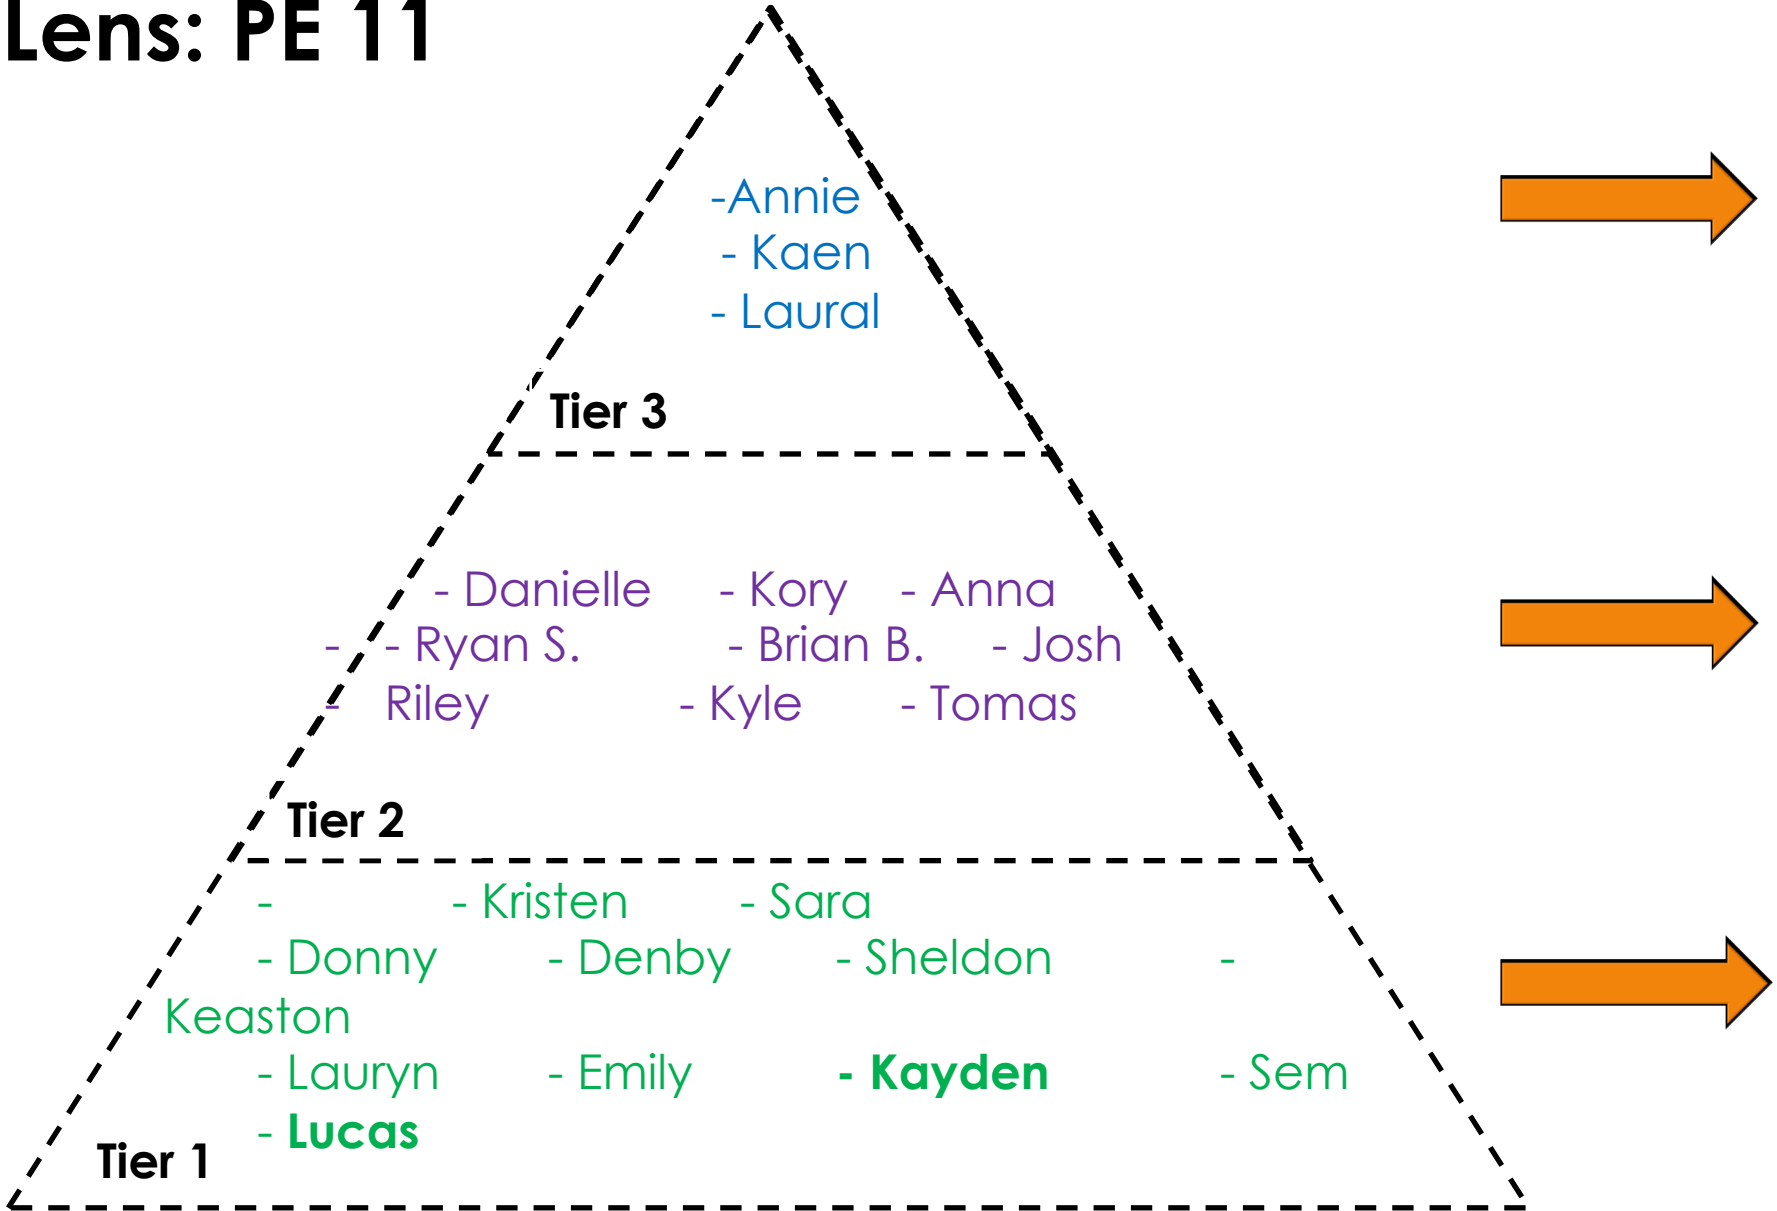 Lens: PE 11
-Annie
- Kaen
- Laural
Tier 3
- Danielle - Kory - Anna
- - Ryan S. - Brian B. - Josh
- Riley - Kyle - Tomas
Tier 2
- - Kristen - Sara
- Donny - Denby - Sheldon -
Keaston
- Lauryn - Emily - Kayden - Sem
- Lucas
Tier 1